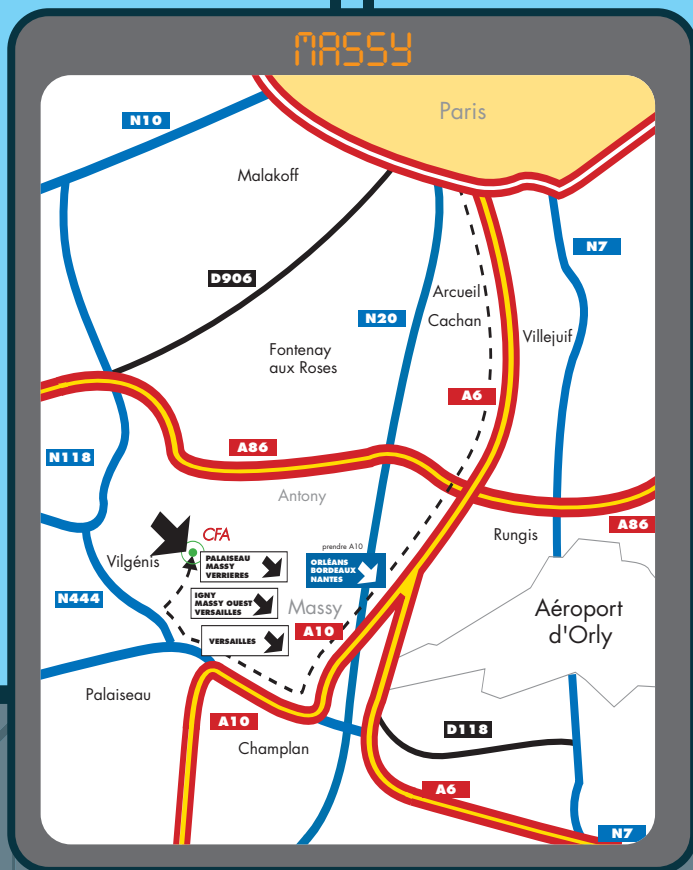 MASSY
Paris
N10
Malakoff
N7
D906
Arcueil
N20
Cachan
Villejuif
Fontenay
aux Roses
A6
A86
N118
Antony
A86
CFA
Rungis
prendre A10
Vilgénis
PALAISEAU
MASSY
VERRIERES
ORLÉANS
BORDEAUX
NANTES
N444
IGNY
MASSY OUEST
VERSAILLES
Massy
Aéroport
d'Orly
A10
VERSAILLES
Palaiseau
A10
D118
Champlan
A6
N7